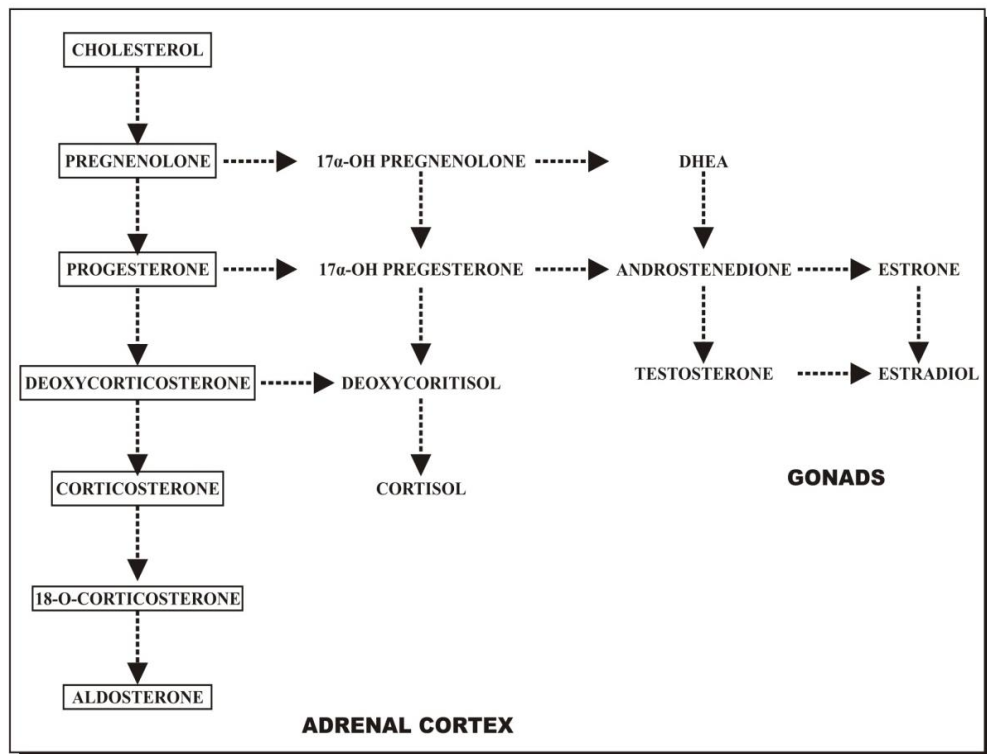 CHOLESTEROL
PREGNENOLONE
17α-OH PREGNENOLONE
DHEA
PROGESTERONE
17α-OH PREGESTERONE
ANDROSTENEDIONE
ESTRONE
DEOXYCORTICOSTERONE
DEOXYCORITISOL
TESTOSTERONE
ESTRADIOL
CORTICOSTERONE
CORTISOL
GONADS
18-O-CORTICOSTERONE
ALDOSTERONE
ADRENAL CORTEX